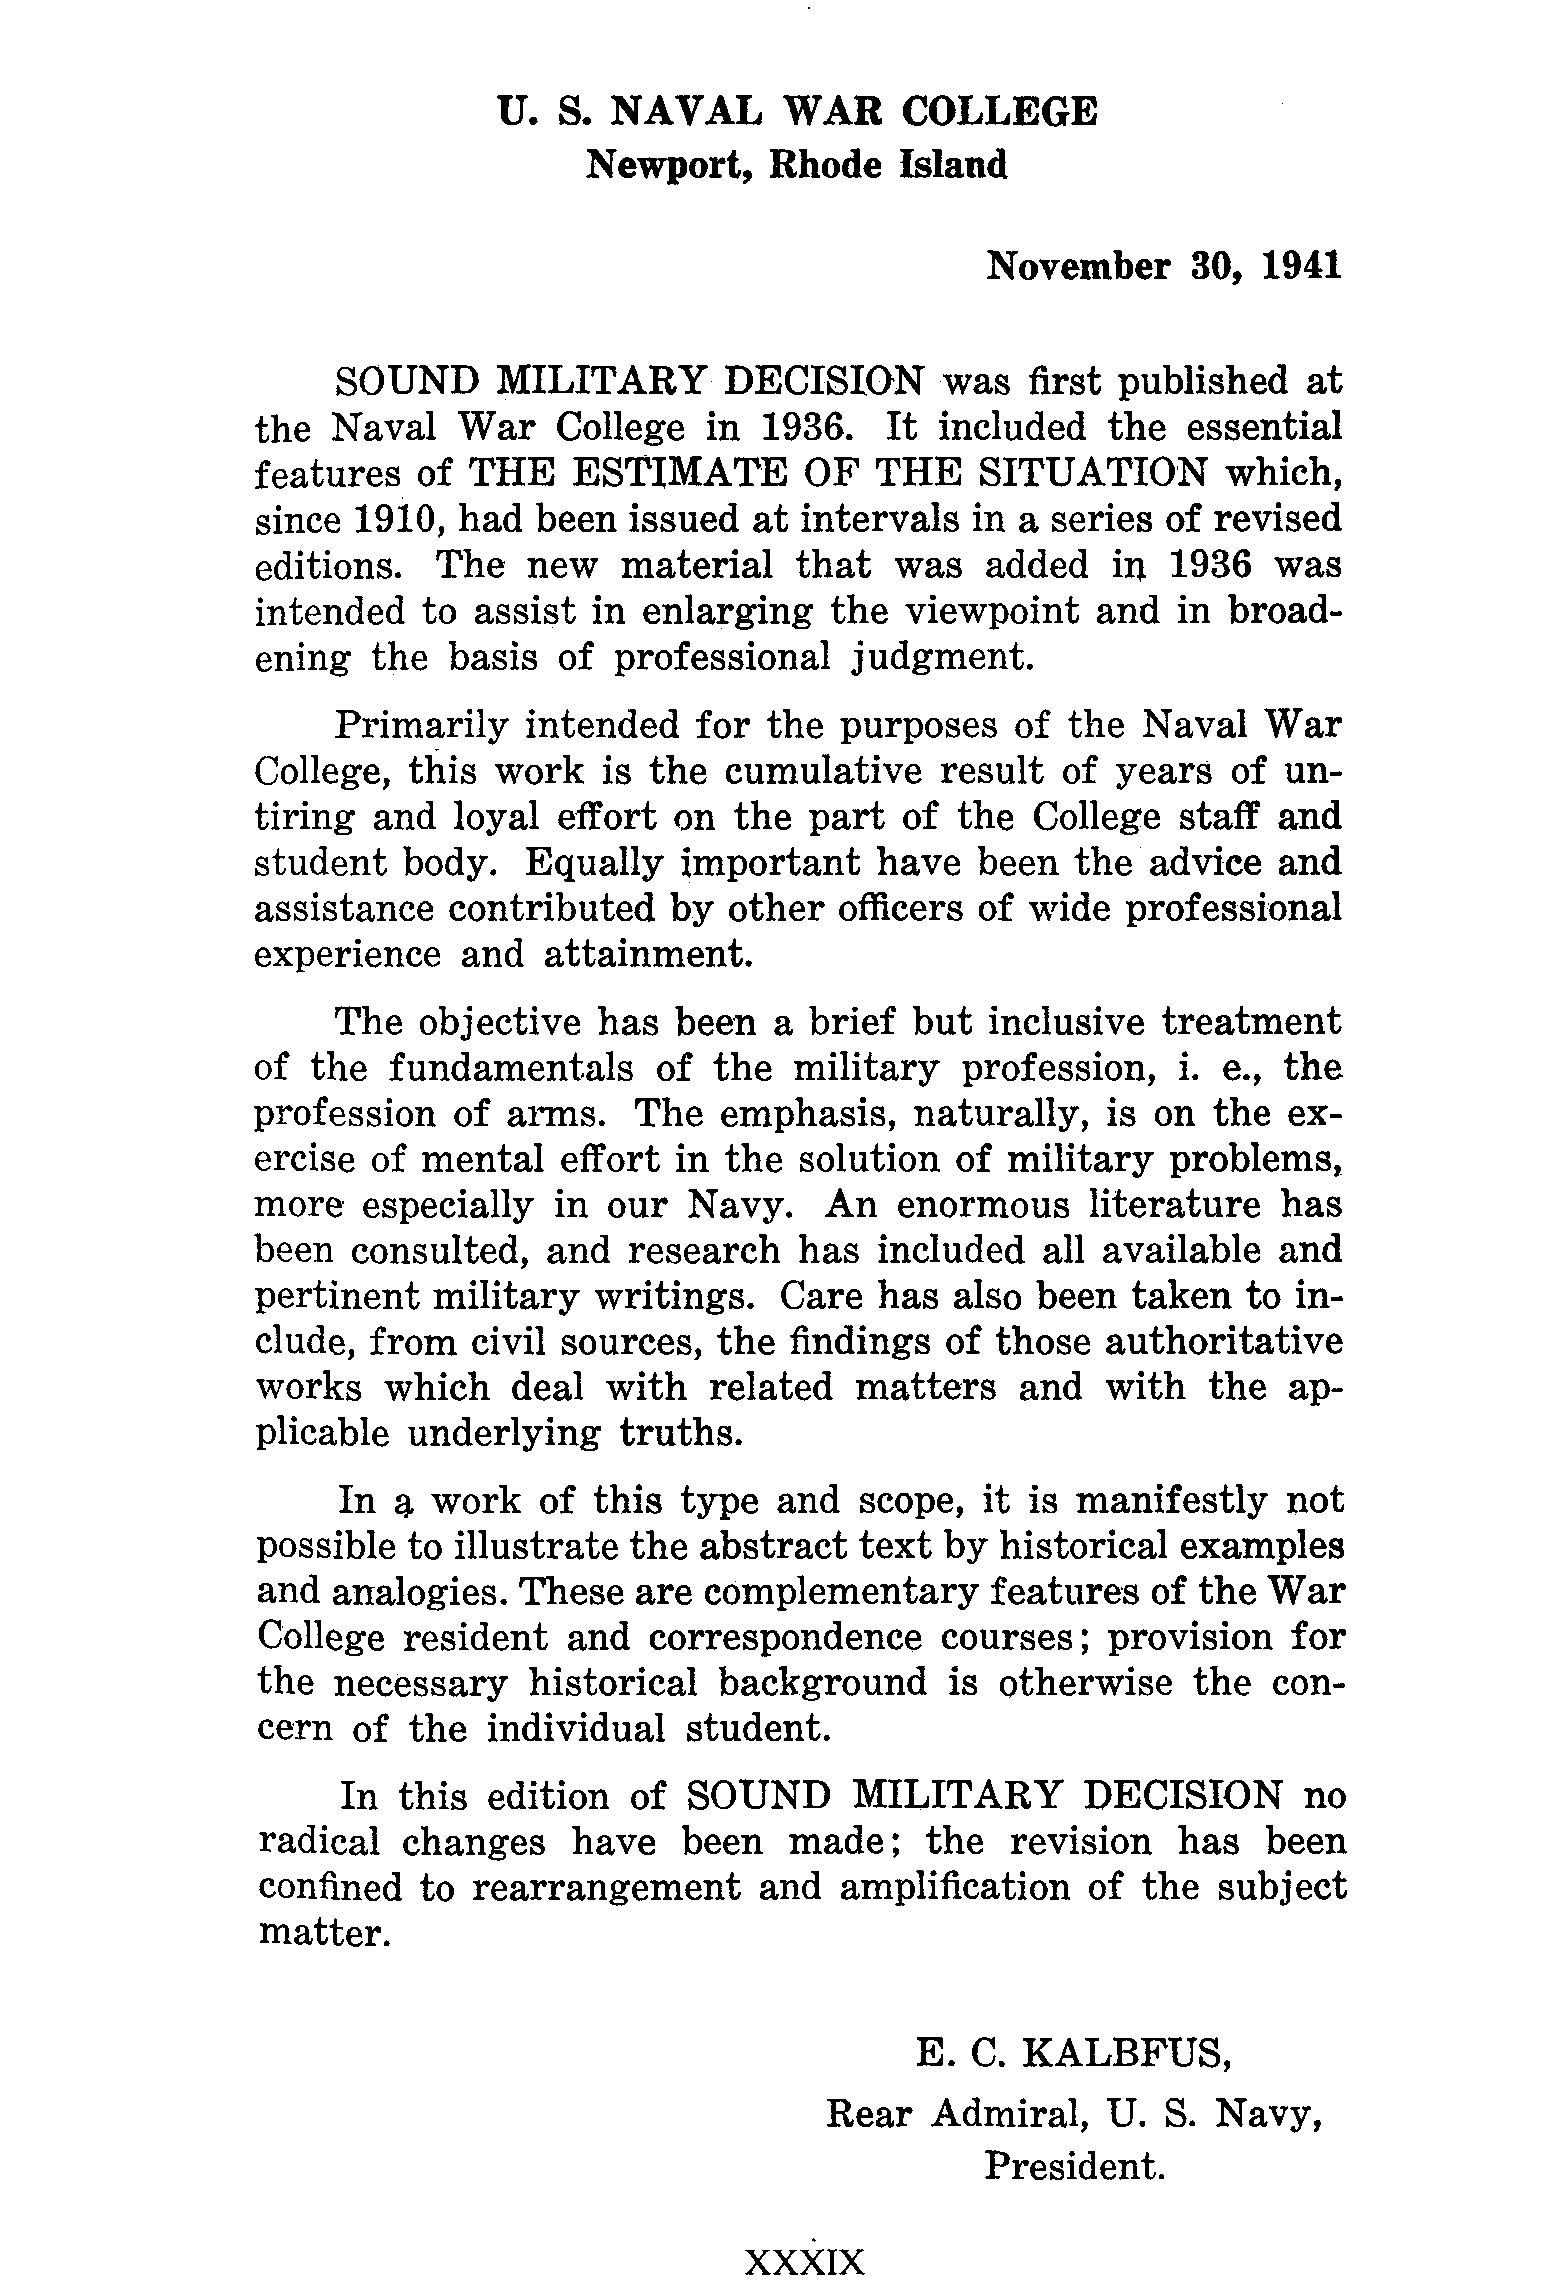 U. S. NAVAL WAR COLLEGE
Newport, Rhode Island
November 30, 1941
SOUND MILITARY DECISION was first published at
the Naval War College in 1936. It included the essential
features of THE ESTIMATE OF THE SITUATION which,
since 1910, had been issued at intervals in a series of revised
editions. The new material that was added in 1936 was
intended to assist in enlarging the viewpoint and in broad-
ening the basis of professional judgment.
Primarily intended for the purposes of the Naval War
College, this work is the cumulative result of years of un-
tiring and loyal effort on the part of the College staff and
student body. Equally important have been the advice and
assistance contributed by other officers of wide professional
experience and attainment.
The objective has been a brief but inclusive treatment
of the fundamentals of the military profession, i. e., the
profession of arms. The emphasis, naturally, is on the ex-
ercise of mental effort in the solution of military problems,
more especially in our Navy. An enormous literature has
been consulted, and research has included all available and
pertinent military writings. Care has also been taken to in-
clude, from civil sources, the findings of those authoritative
works which deal with related matters and with the ap-
plicable underlying truths.
In a work of this type and scope, it is manifestly not
possible to illustrate the abstract text by historical examples
and analogies. These are complementary features of the War
College resident and correspondence courses; provision for
the necessary historical background is otherwise the con-
cern of the individual student.
In this edition of SOUND MILITARY DECISION no
radical changes have been made; the revision has been
confined to rearrangement and amplification of the subject
matter.
E. C. KALBFUS,
Rear Admiral, U. S. Navy,
President.
XXXIX